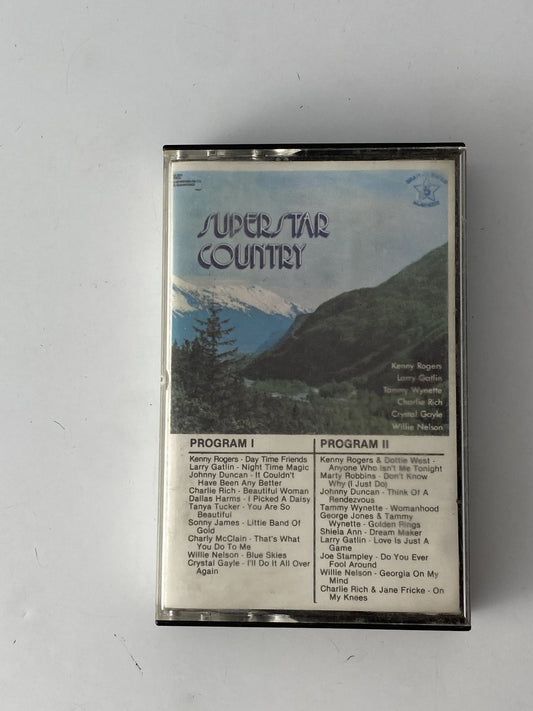 SUPERSTAR
COUNTRY
Kenny Rogers
Larry Gatlin
Tammy Wynette
Charlie Rich
Crystal Gayle
Willie Nelson
PROGRAM I
Kenny Rogers - Day Time Friends
Larry Gatlin - Night Time Magic
Johnny Duncan - It Couldn't
Have Been Any Better
Charlie Rich - Beautiful Woman
Dallas Harms - I Picked A Daisy
Tanya Tucker - You Are So
Beautiful
Sonny James - Little Band Of
Gold
Charly McClain - That's What
You Do To Me
Willie Nelson - Blue Skies
Crystal Gayle - I'll Do It All Over
Again
PROGRAM II
Kenny Rogers & Dottie West -
Anyone Who Isn't Me Tonight
Marty Robbins - Don't Know
Why (I Just Do)
Johnny Duncan - Think Of A
Rendezvous
Tammy Wynette - Womanhood
George Jones & Tammy
Wynette - Golden Rings
Shiela Ann - Dream Maker
Larry Gatlin - Love Is Just A
Game
Joe Stampley - Do You Ever
Fool Around
Willie Nelson - Georgia On My
Mind
Charlie Rich & Jane Fricke - On
My Knees